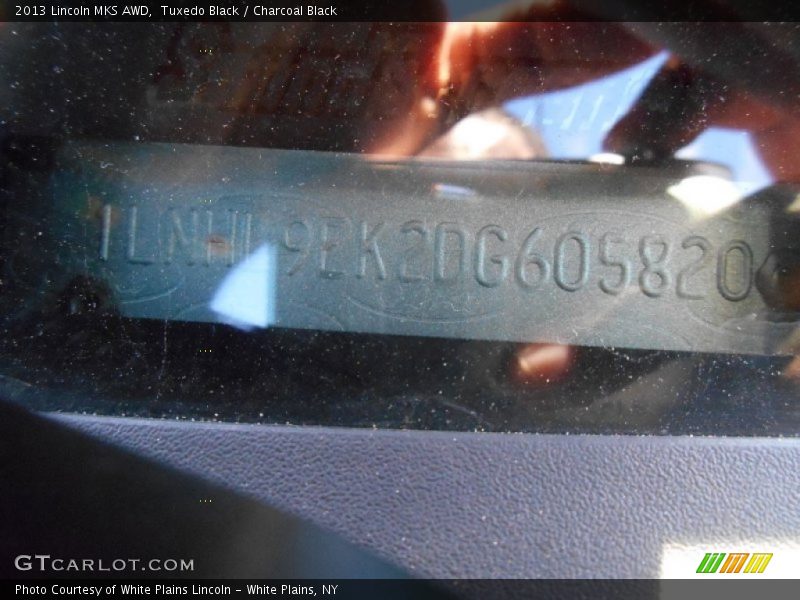 2013 Lincoln MKS AWD, Tuxedo Black / Charcoal Black
1LNHL9EK2DG605820
GTCARLOT.COM
Photo Courtesy of White Plains Lincoln - White Plains, NY